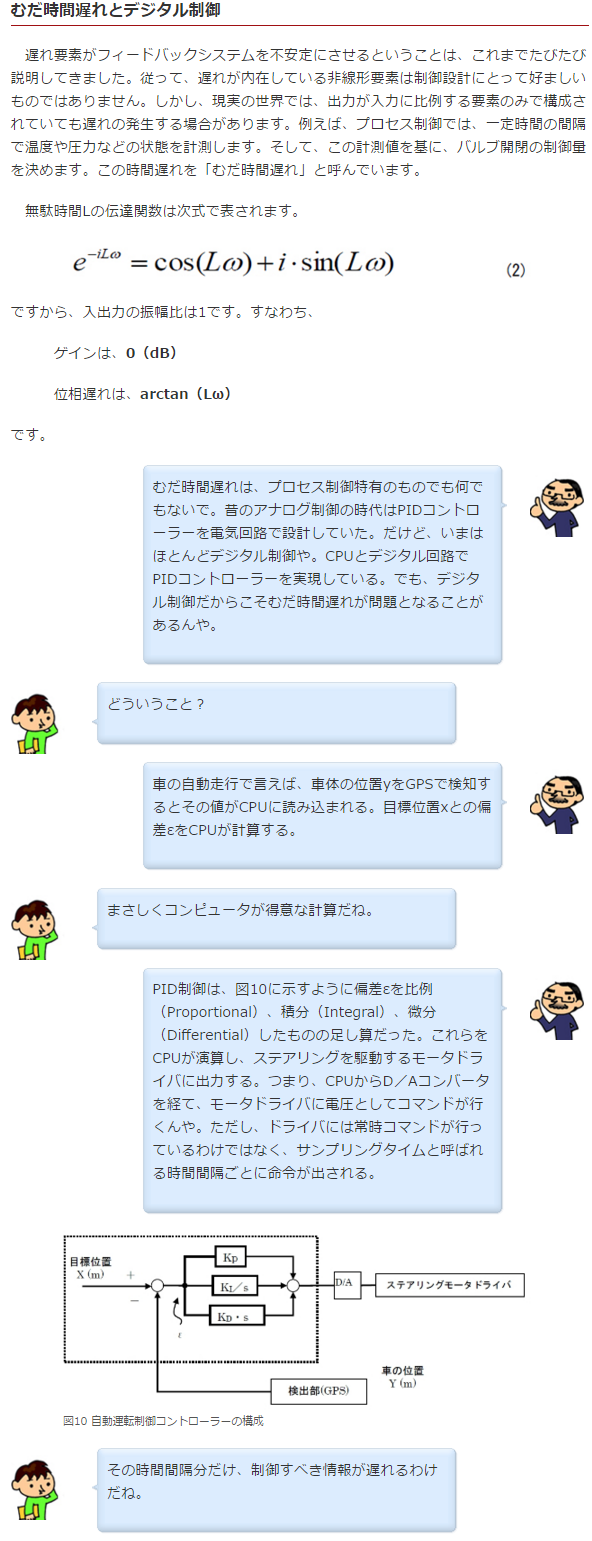 むだ時間遅れとデジタル制御
　遅れ要素がフィードバックシステムを不安定にさせるということは、これまでたびたび
説明してきました。従って、遅れが内在している非線形要素は制御設計にとって好ましい
ものではありません。しかし、現実の世界では、出力が入力に比例する要素のみで構成さ
れていても遅れの発生する場合があります。例えば、プロセス制御では、一定時間の間隔
で温度や圧力などの状態を計測します。そして、この計測値を基に、バルブ開閉の制御量
を決めます。この時間遅れを「むだ時間遅れ」と呼んでいます。
　無駄時間Lの伝達関数は次式で表されます。
e^{-iLω} = cos(Lω)+i·sin(Lω) (2)
ですから、入出力の振幅比は1です。すなわち、
ゲインは、0（dB）
位相遅れは、arctan（Lω）
です。
むだ時間遅れは、プロセス制御特有のものでも何で
もないで。昔のアナログ制御の時代はPIDコントロ
ーラーを電気回路で設計していた。だけど、いまは
ほとんどデジタル制御や。CPUとデジタル回路で
PIDコントローラーを実現している。でも、デジタ
ル制御だからこそむだ時間遅れが問題となることが
あるんや。
どういうこと？
車の自動走行で言えば、車体の位置yをGPSで検知す
るとその値がCPUに読み込まれる。目標位置xとの偏
差εをCPUが計算する。
まさしくコンピュータが得意な計算だね。
PID制御は、図10に示すように偏差εを比例
（Proportional）、積分（Integral）、微分
（Differential）したものの足し算だった。これらを
CPUが演算し、ステアリングを駆動するモータドラ
イバに出力する。つまり、CPUからD／Aコンバータ
を経て、モータドライバに電圧としてコマンドが行
くんや。ただし、ドライバには常時コマンドが行っ
ているわけではなく、サンプリングタイムと呼ばれ
る時間間隔ごとに命令が出される。
目標位置
X (m)
＋
－
Kp
KI／s
KD・s
ε
D/A
ステアリングモータドライバ
車の位置
Y (m)
検出部(GPS)
図10 自動運転制御コントローラーの構成
その時間間隔分だけ、制御すべき情報が遅れるわけ
だね。